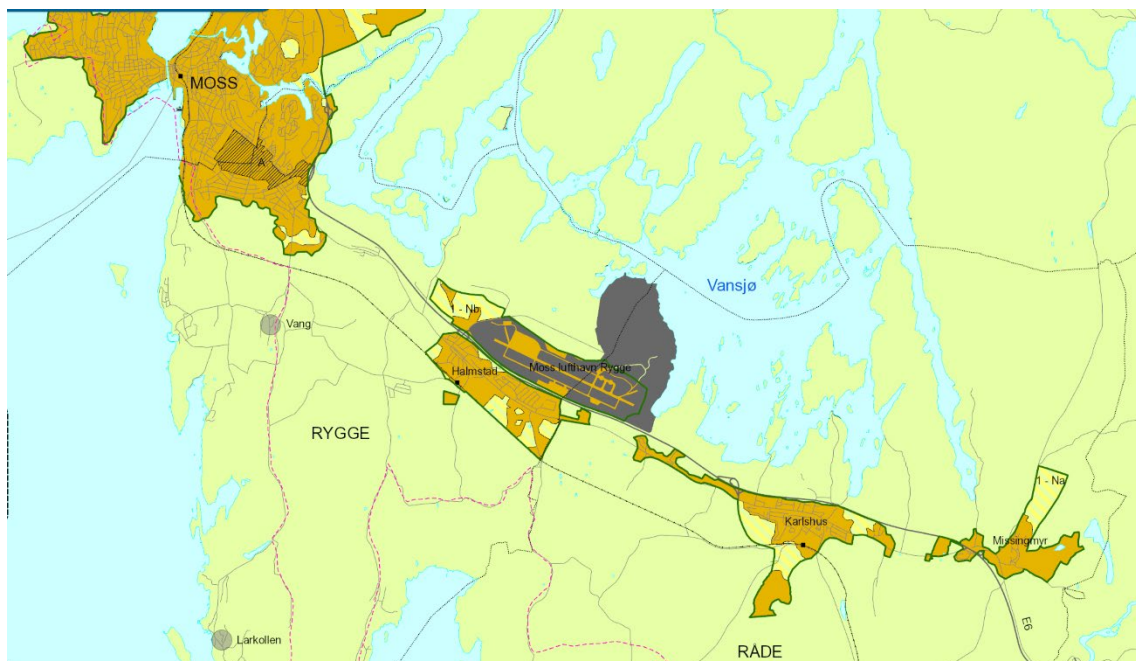 MOSS
A
Vansjø
1 - Nb
Vang
Moss lufthavn Rygge
Halmstad
RYGGE
1 - Na
Karlshus
Missingmyr
E6
Larkollen
RÅDE